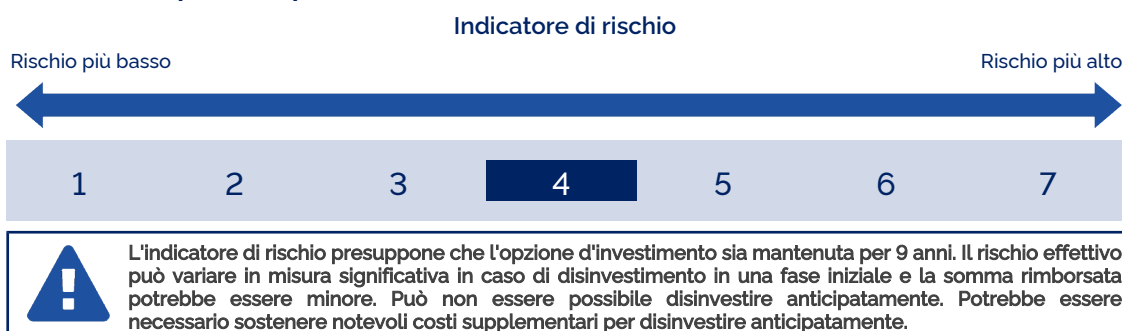 Indicatore di rischio
Rischio più basso
Rischio più alto
1 2 3 4 5 6 7
L'indicatore di rischio presuppone che l'opzione d'investimento sia mantenuta per 9 anni. Il rischio effettivo
può variare in misura significativa in caso di disinvestimento in una fase iniziale e la somma rimborsata
potrebbe essere minore. Può non essere possibile disinvestire anticipatamente. Potrebbe essere
necessario sostenere notevoli costi supplementari per disinvestire anticipatamente.